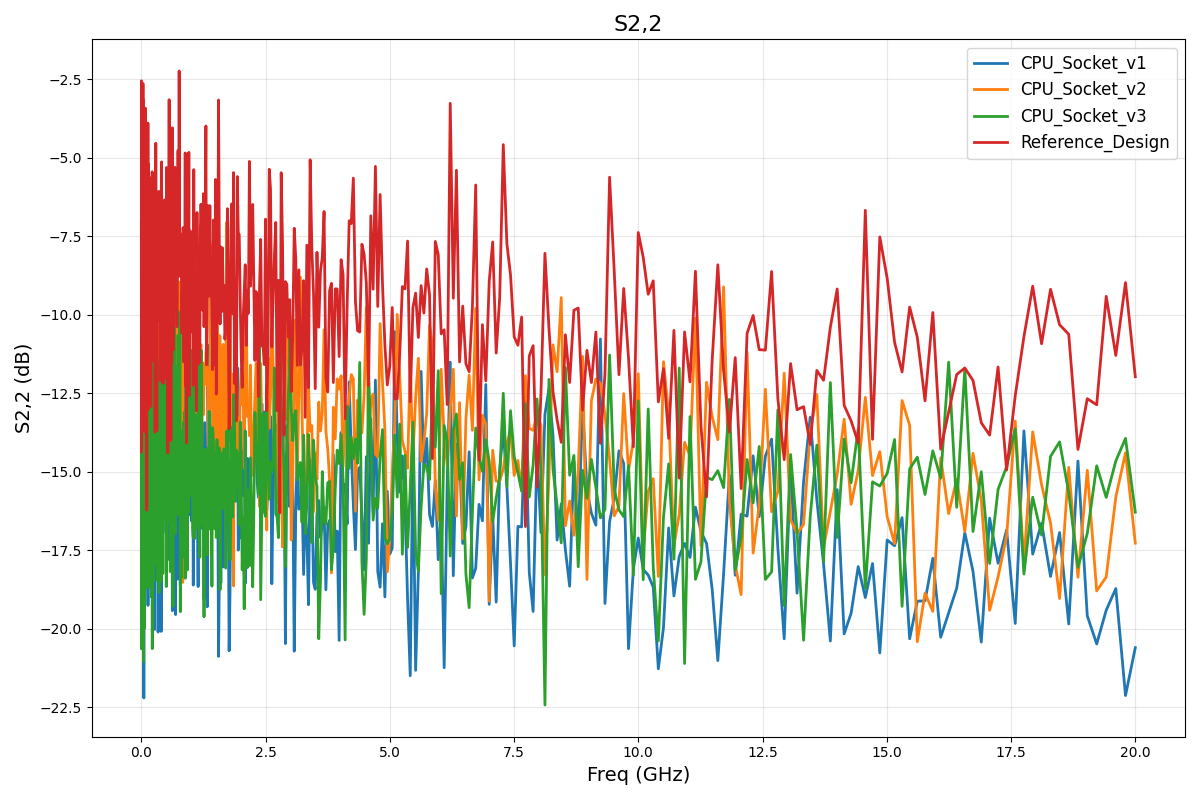 S2,2
CPU_Socket_v1
CPU_Socket_v2
CPU_Socket_v3
Reference_Design
S2,2 (dB)
−2.5
−5.0
−7.5
−10.0
−12.5
−15.0
−17.5
−20.0
−22.5
0.0 2.5 5.0 7.5 10.0 12.5 15.0 17.5 20.0
Freq (GHz)